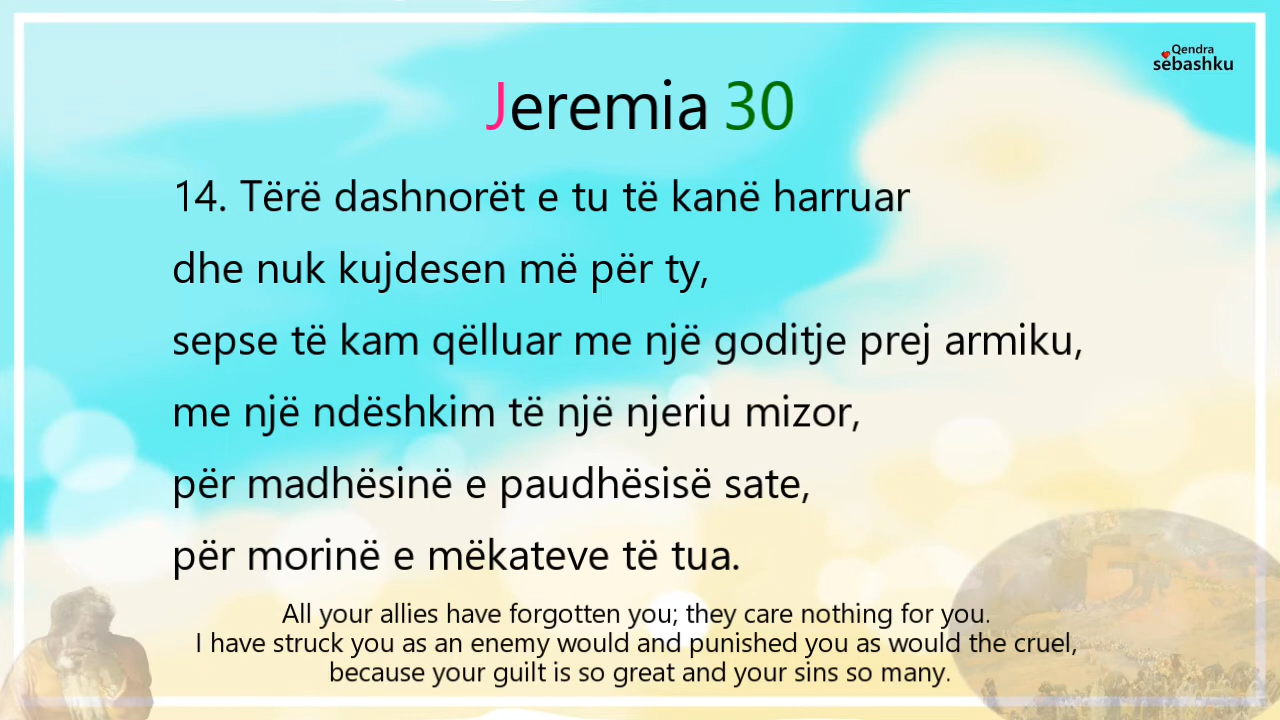 Qendra
sëbashku
Jeremia 30
14. Tërë dashnorët e tu të kanë harruar
dhe nuk kujdesen më për ty,
sepse të kam qëlluar me një goditje prej armiku,
me një ndëshkim të një njeriu mizor,
për madhësinë e paudhësisë sate,
për morinë e mëkateve të tua.
All your allies have forgotten you; they care nothing for you.
I have struck you as an enemy would and punished you as would the cruel,
because your guilt is so great and your sins so many.